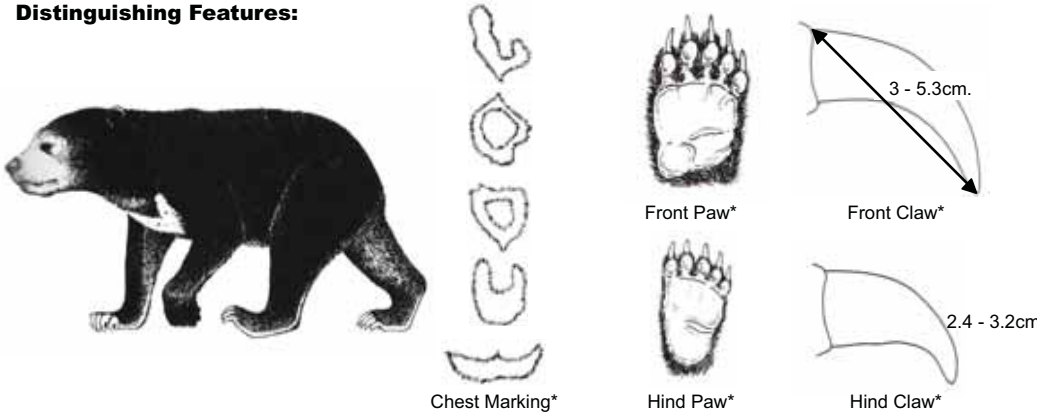 Distinguishing Features:
3 - 5.3cm.
Front Paw*
Front Claw*
2.4 - 3.2cm
Chest Marking*
Hind Paw*
Hind Claw*